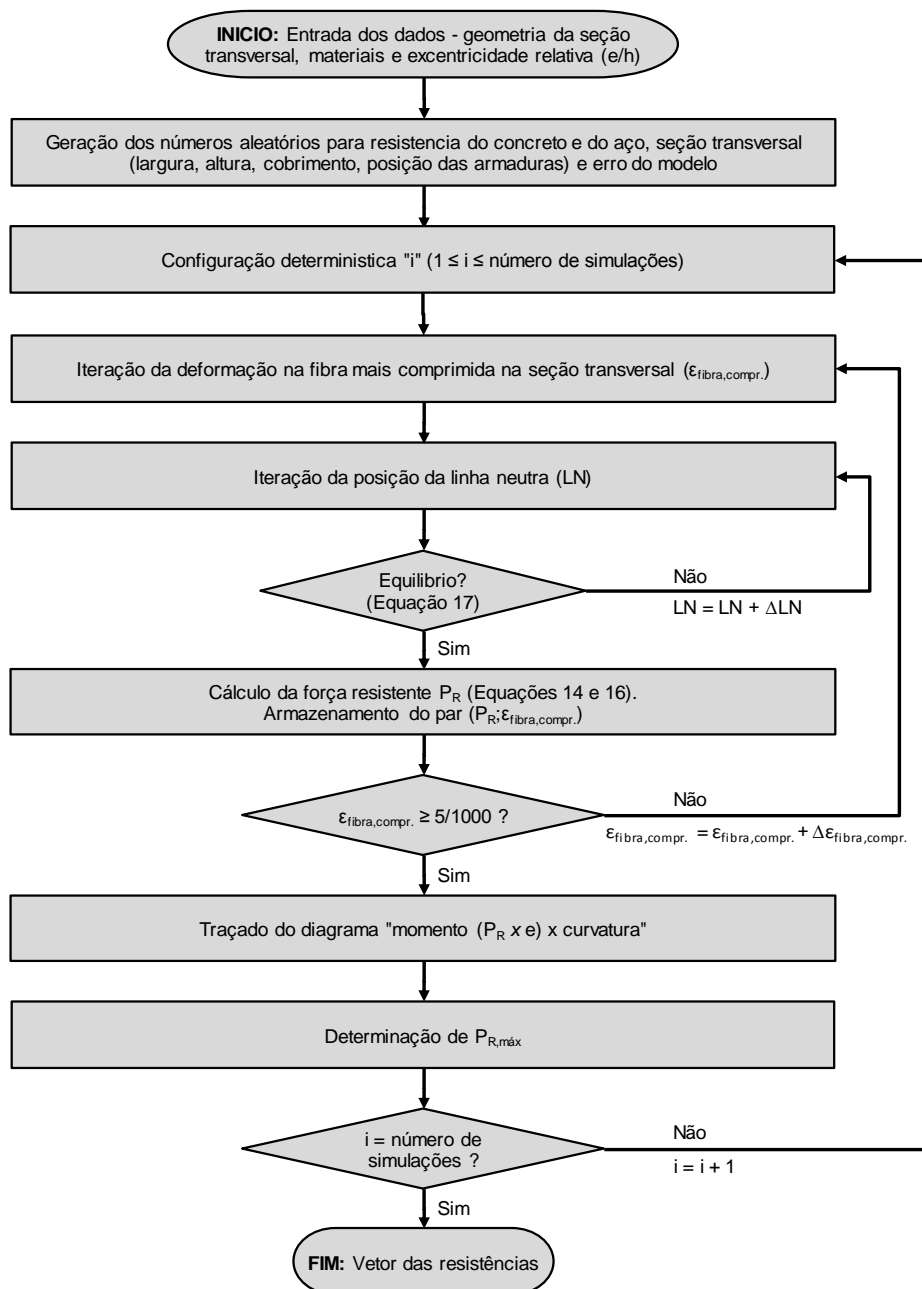 INICIO: Entrada dos dados - geometria da seção
transversal, materiais e excentricidade relativa (e/h)
Geração dos números aleatórios para resistencia do concreto e do aço, seção transversal
(largura, altura, cobrimento, posição das armaduras) e erro do modelo
Configuração deterministica "i" (1 ≤ i ≤ número de simulações)
Iteração da deformação na fibra mais comprimida na seção transversal (εfibra,compr.)
Iteração da posição da linha neutra (LN)
Equilibrio?
(Equação 17)
Não
LN = LN + ΔLN
Sim
Cálculo da força resistente PR (Equações 14 e 16).
Armazenamento do par (PR;εfibra,compr.)
εfibra,compr. ≥ 5/1000 ?
Não
εfibra,compr. = εfibra,compr. + Δεfibra,compr.
Sim
Traçado do diagrama "momento (PR x e) x curvatura"
Determinação de PR,máx
i = número de
simulações ?
Não
i = i + 1
Sim
FIM: Vetor das resistências